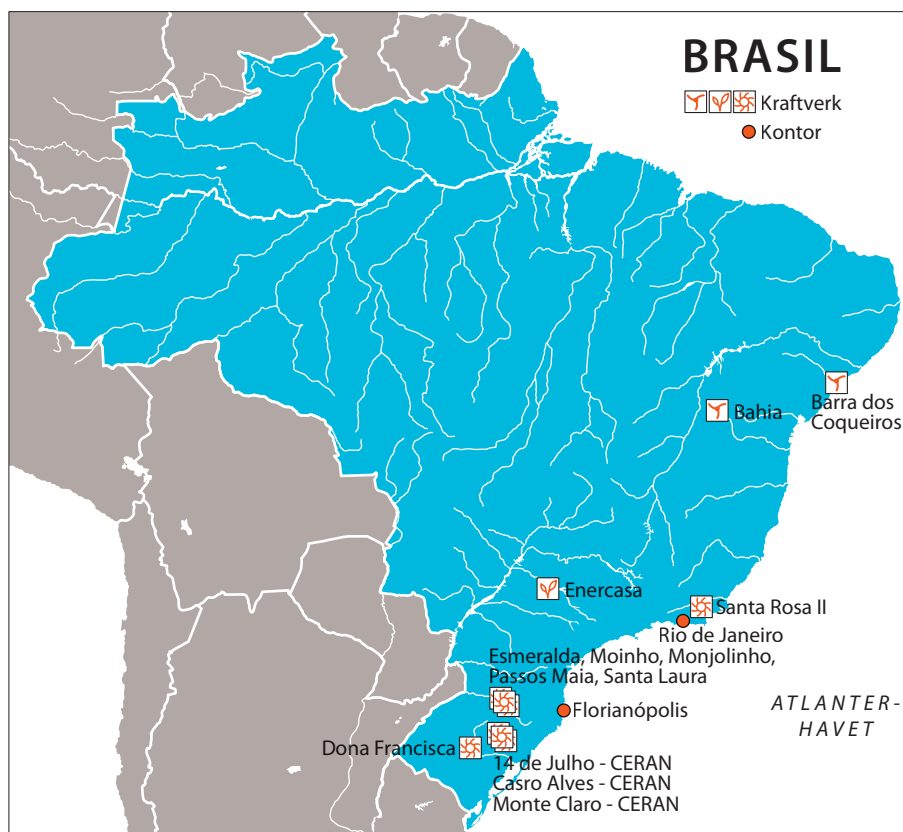 BRASIL
Kraftverk
Kontor
Barra dos
Coqueiros
Bahia
Enercasa
Santa Rosa II
Rio de Janeiro
Esmeralda, Moinho, Monjolinho,
Passos Maia, Santa Laura
Florianópolis
ATLANTER-
HAVET
Dona Francisca
14 de Julho - CERAN
Casro Alves - CERAN
Monte Claro - CERAN